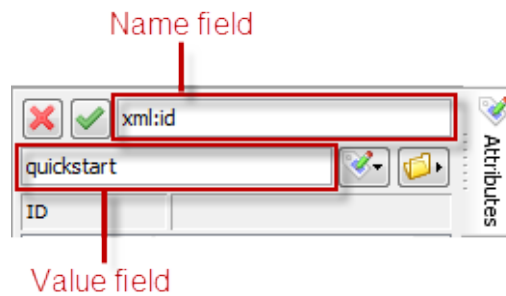 Name field
xml:id
quickstart
ID
Attributes
Value field